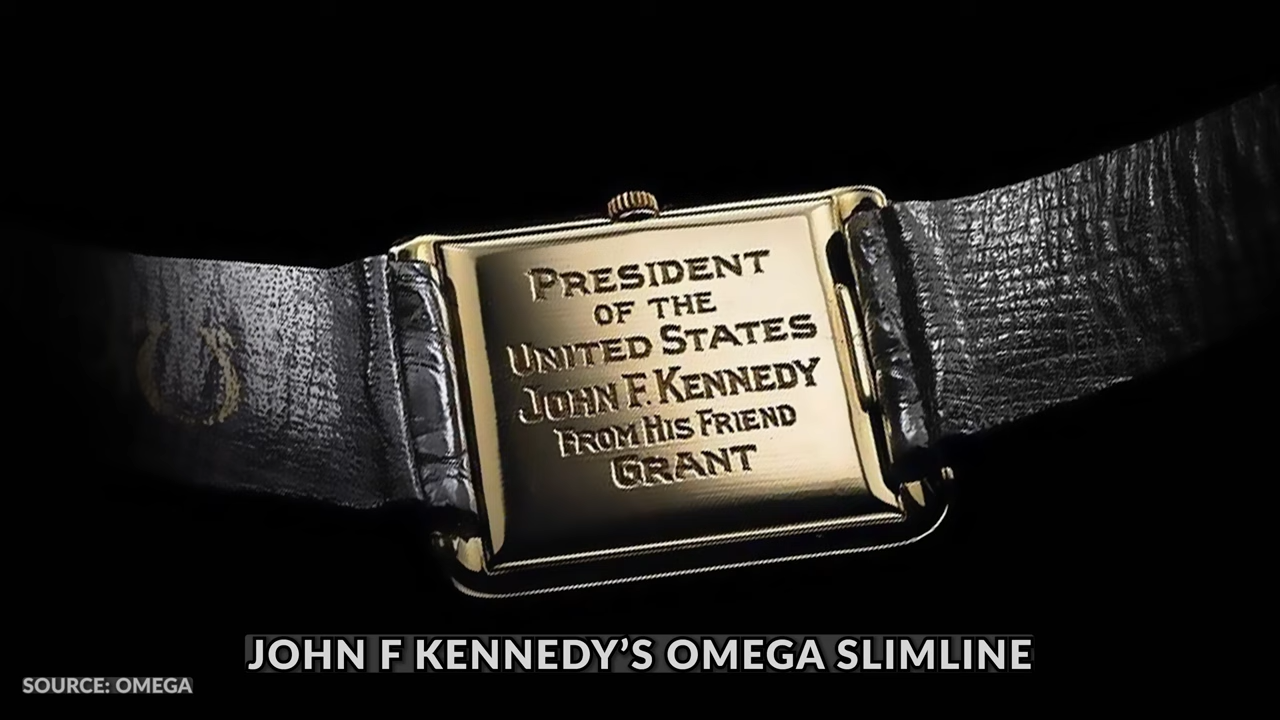 PRESIDENT
OF THE
UNITED STATES
JOHN F. KENNEDY
FROM HIS FRIEND
GRANT
JOHN F KENNEDY’S OMEGA SLIMLINE
SOURCE: OMEGA